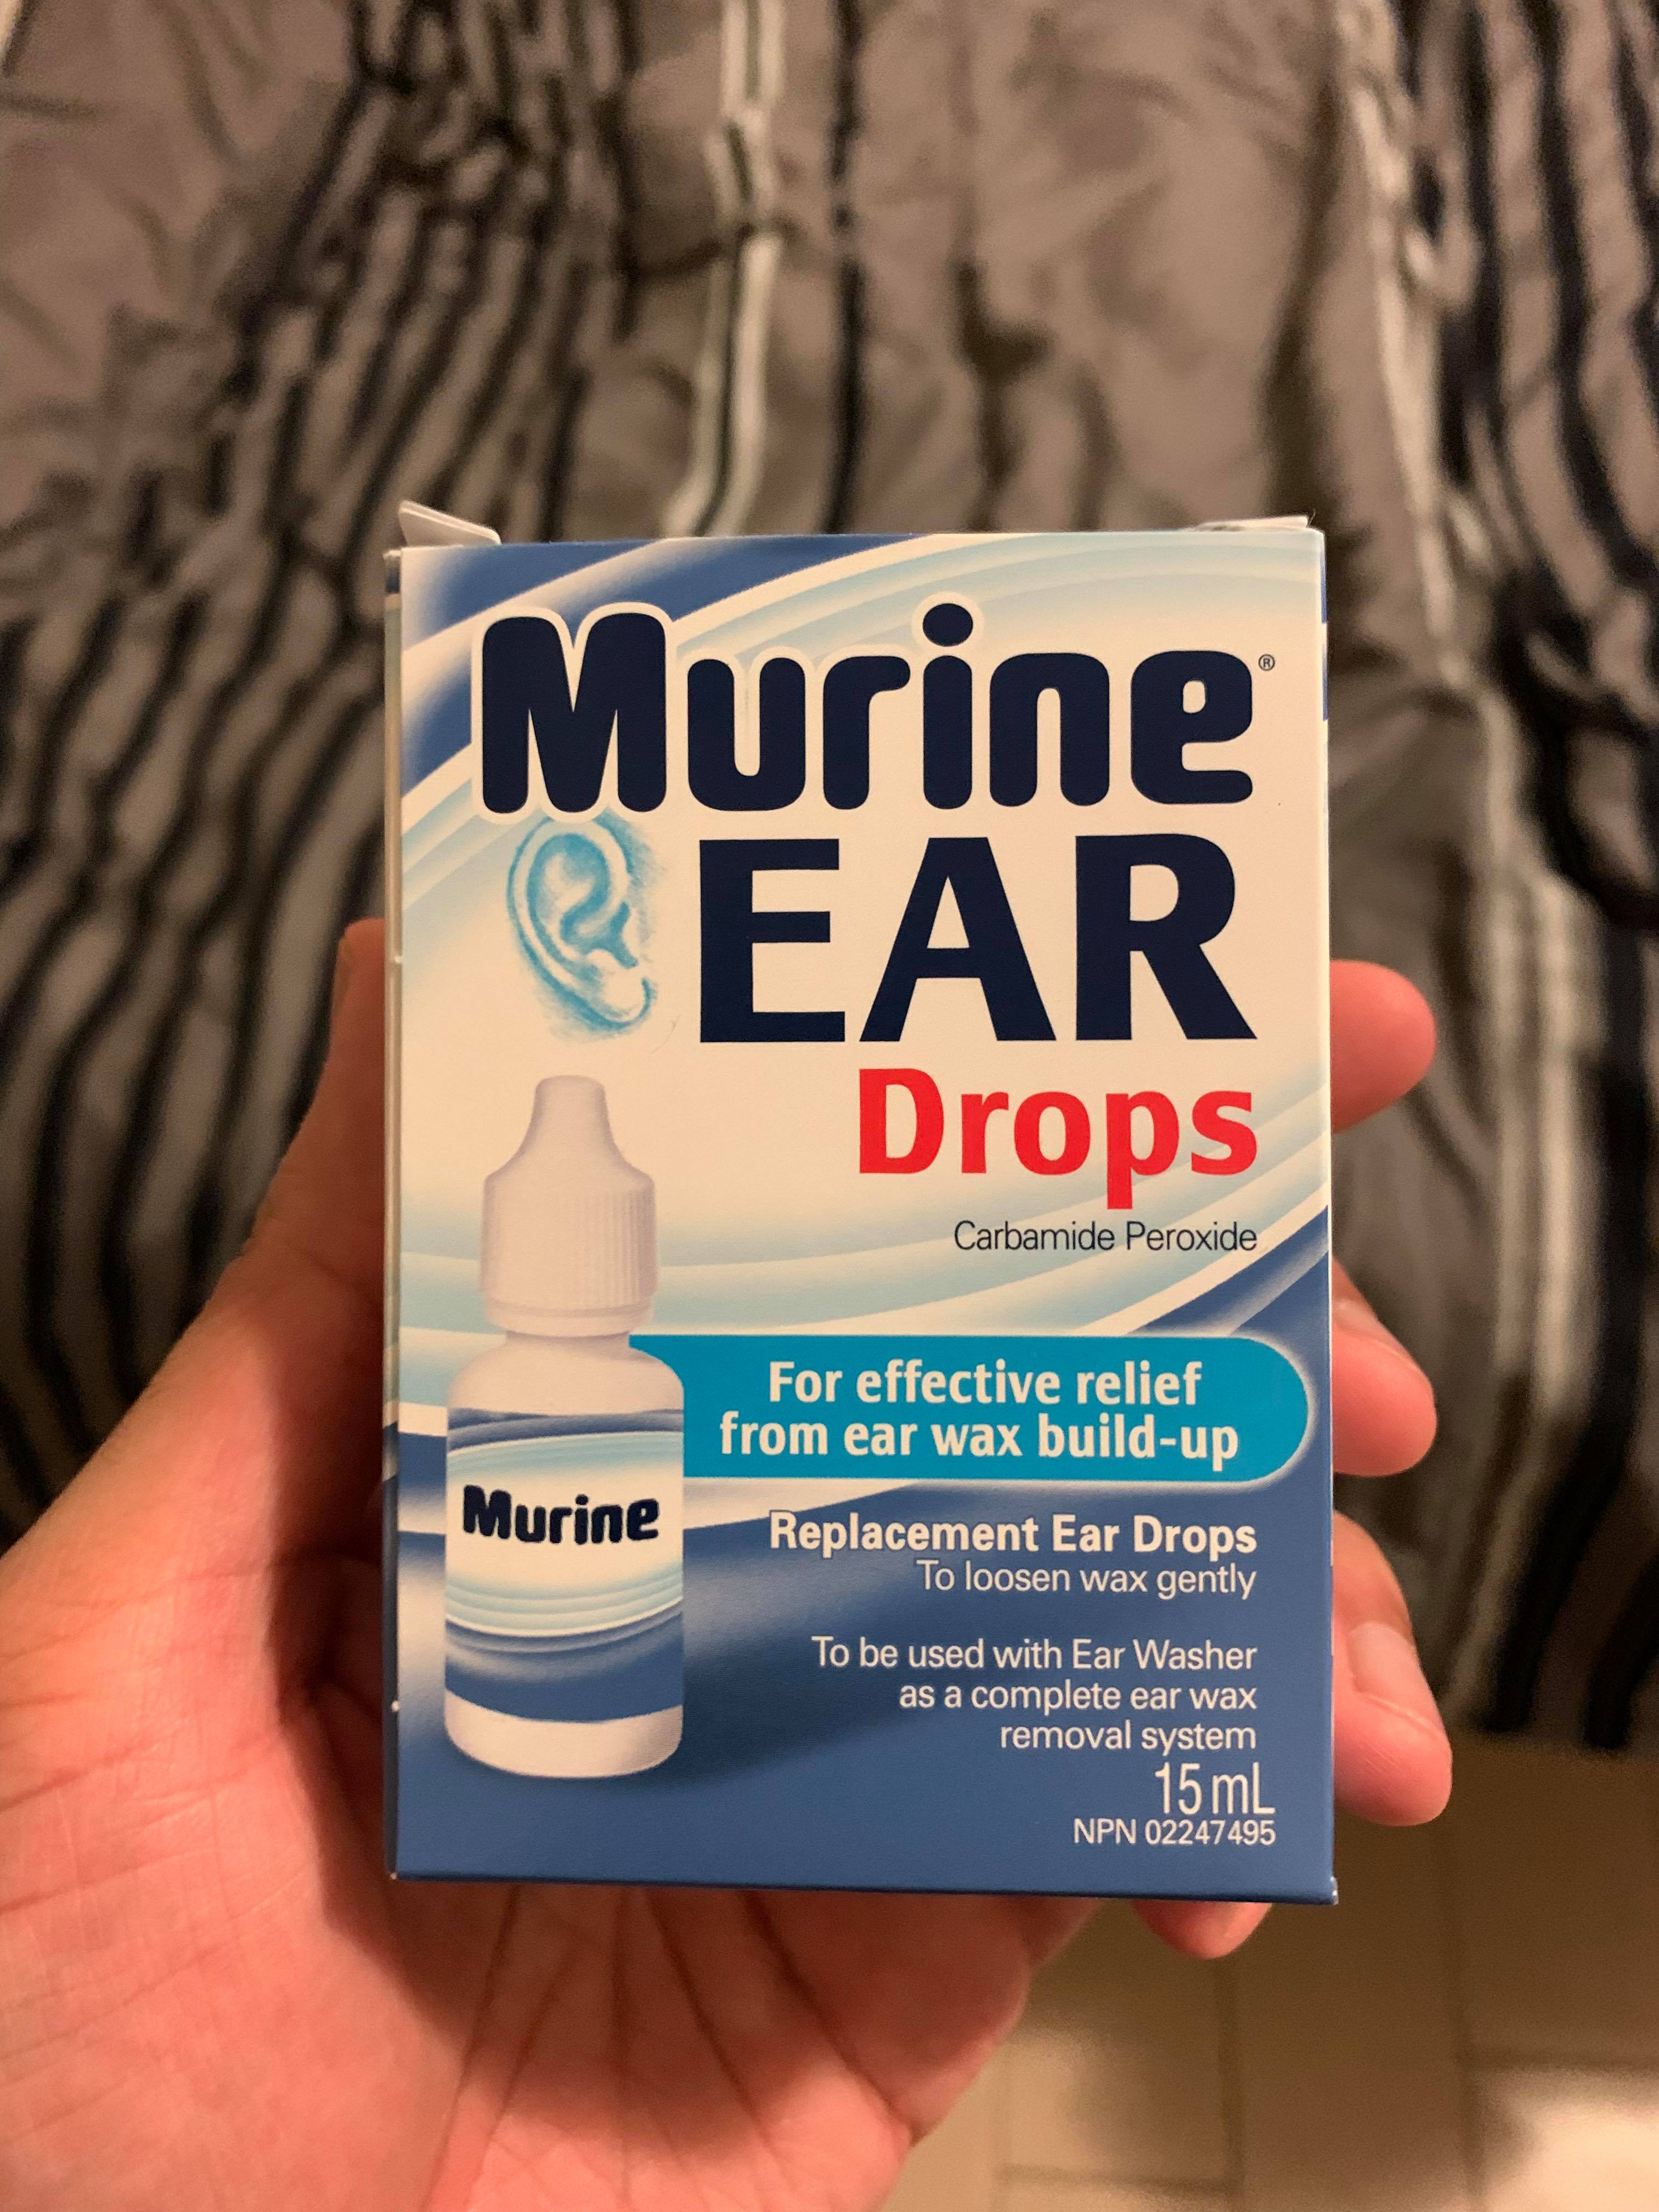 Murine®
EAR
Drops
Carbamide Peroxide
For effective relief
from ear wax build-up
Murine
Replacement Ear Drops
To loosen wax gently
To be used with Ear Washer
as a complete ear wax
removal system
15 mL
NPN 02247495